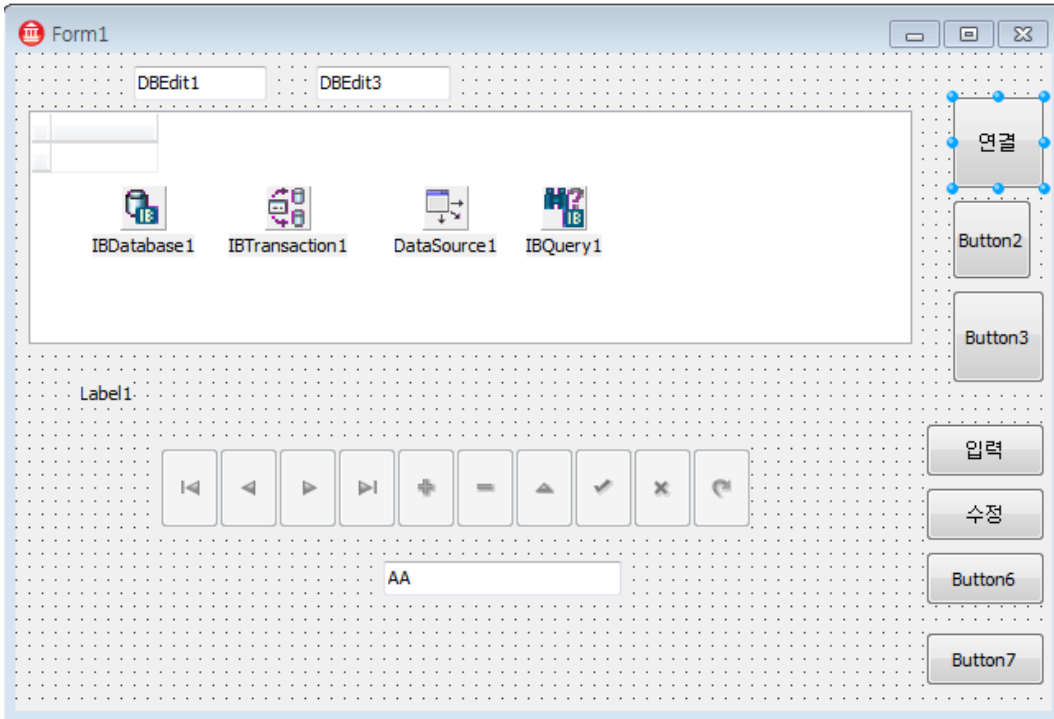 Form1
DBEdit1
DBEdit3
연결
IBDatabase1
IBTransaction1
DataSource1
IBQuery1
Button2
Button3
Label1
입력
수정
AA
Button6
Button7